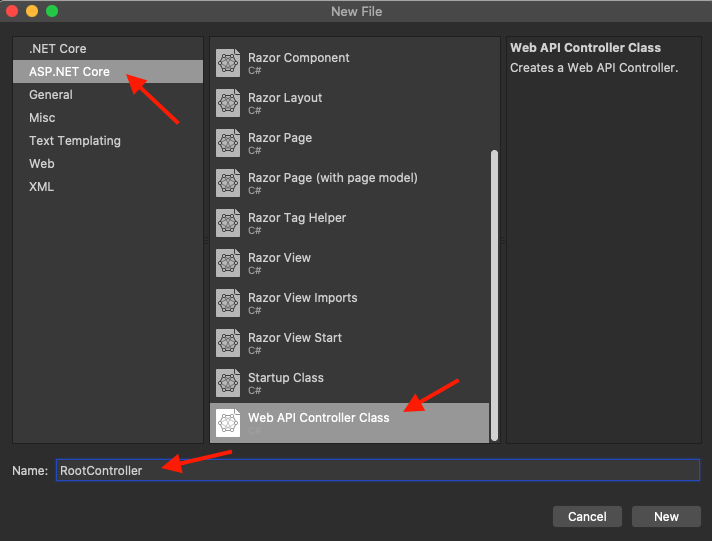 New File
.NET Core
ASP.NET Core
General
Misc
Text Templating
Web
XML
Razor Component
C#
Razor Layout
C#
Razor Page
C#
Razor Page (with page model)
C#
Razor Tag Helper
C#
Razor View
C#
Razor View Imports
C#
Razor View Start
C#
Startup Class
C#
Web API Controller Class
C#
Web API Controller Class
Creates a Web API Controller.
Name: RootController
Cancel New